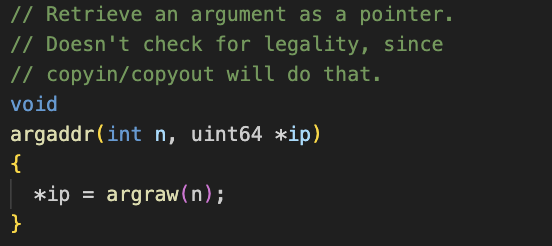 // Retrieve an argument as a pointer.
// Doesn't check for legality, since
// copyin/copyout will do that.
void
argaddr(int n, uint64 *ip)
{
  *ip = argraw(n);
}